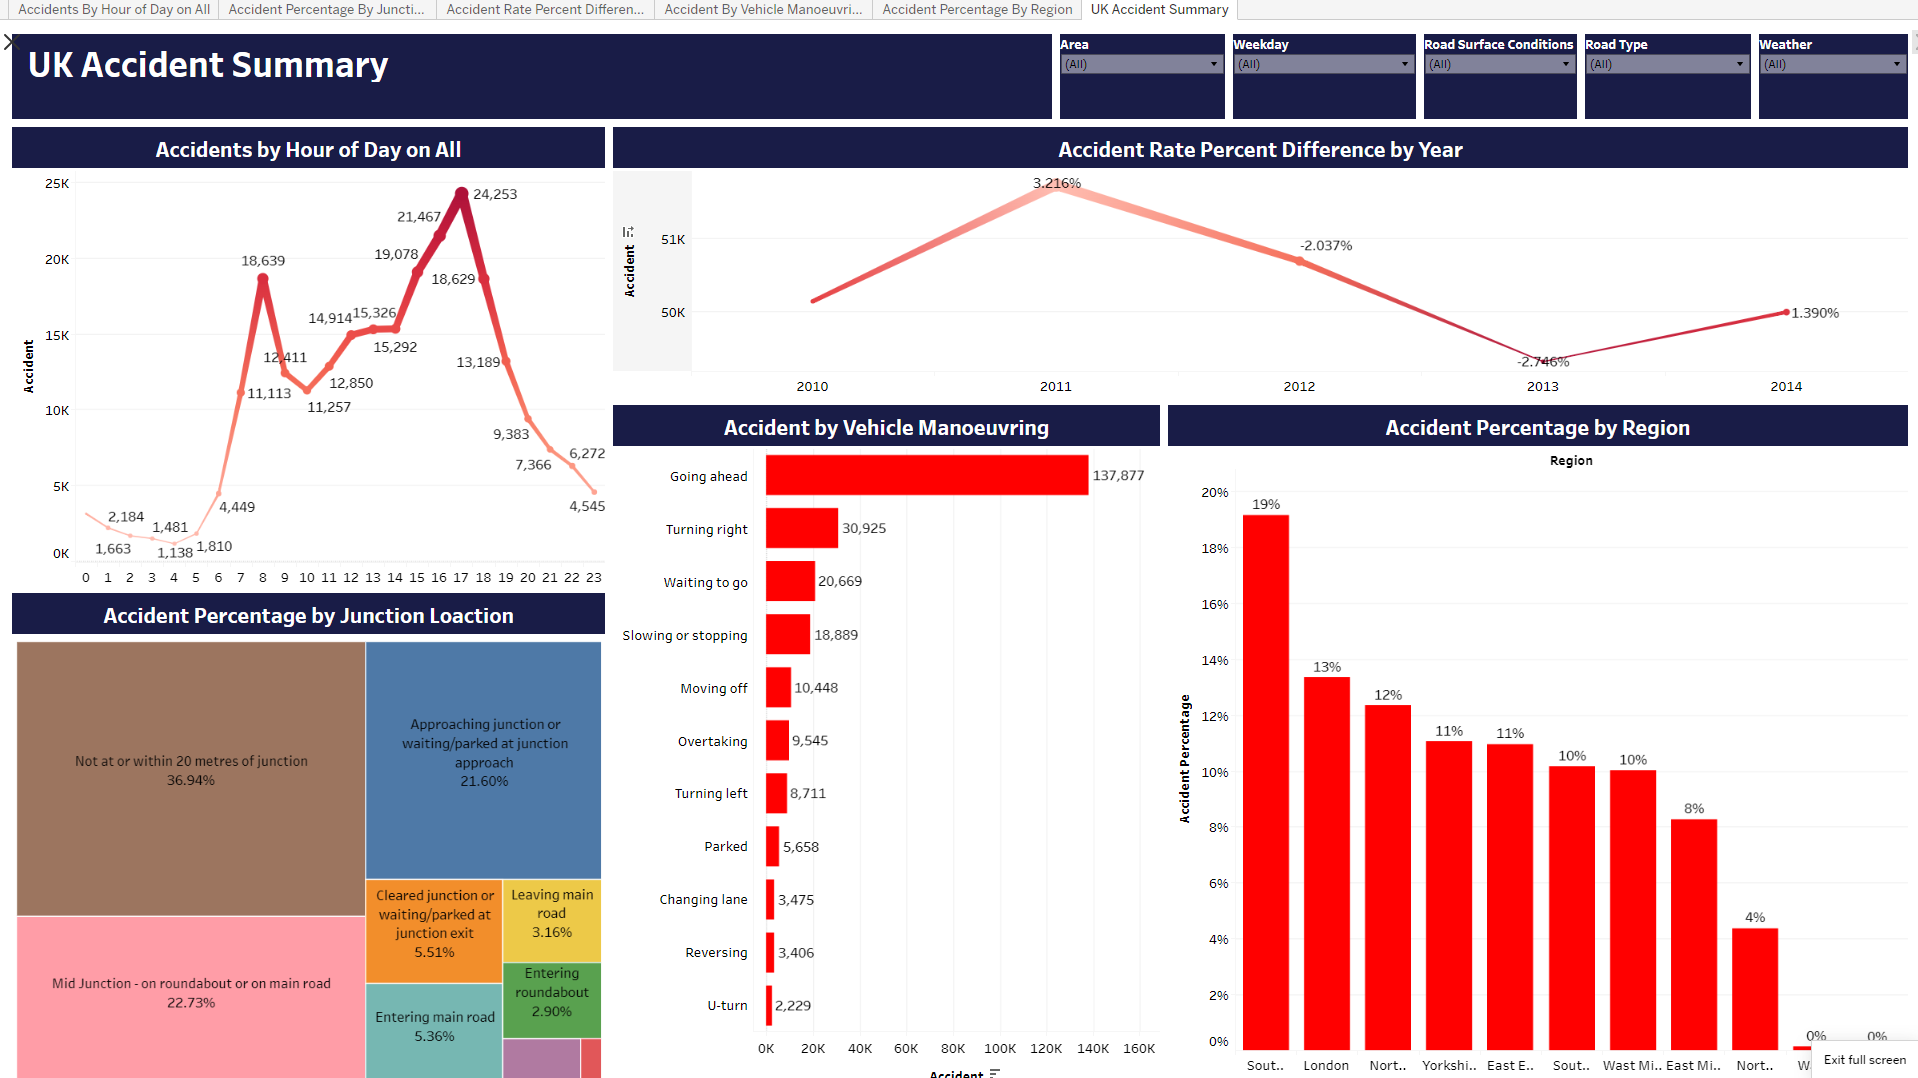 Accidents By Hour of Day on All
Accident Percentage By Juncti...
Accident Rate Percent Differen...
Accident By Vehicle Manoeuvri...
Accident Percentage By Region
UK Accident Summary
UK Accident Summary
Area
(All)
Weekday
(All)
Road Surface Conditions
(All)
Road Type
(All)
Weather
(All)
Accidents by Hour of Day on All
Accident
25K
20K
15K
10K
5K
0K
2,184
1,663
1,481
1,138
1,810
4,449
11,113
18,639
12,411
11,257
12,850
14,914
15,326
15,292
19,078
21,467
24,253
18,629
13,189
9,383
7,366
6,272
4,545
0 1 2 3 4 5 6 7 8 9 10 11 12 13 14 15 16 17 18 19 20 21 22 23
Accident Rate Percent Difference by Year
Accident
51K
50K
3.216%
-2.037%
-2.746%
1.390%
2010 2011 2012 2013 2014
Accident Percentage by Junction Loaction
Not at or within 20 metres of junction
36.94%
Approaching junction or
waiting/parked at junction
approach
21.60%
Mid Junction - on roundabout or on main road
22.73%
Cleared junction or
waiting/parked at
junction exit
5.51%
Leaving main
road
3.16%
Entering
roundabout
2.90%
Entering main road
5.36%
Accident by Vehicle Manoeuvring
Going ahead 137,877
Turning right 30,925
Waiting to go 20,669
Slowing or stopping 18,889
Moving off 10,448
Overtaking 9,545
Turning left 8,711
Parked 5,658
Changing lane 3,475
Reversing 3,406
U-turn 2,229
0K 20K 40K 60K 80K 100K 120K 140K 160K
Accident
Accident Percentage by Region
Region
Accident Percentage
20%
18%
16%
14%
12%
10%
8%
6%
4%
2%
0%
19%
13%
12%
11%
11%
10%
10%
8%
4%
0%
0%
Sout.. London Nort.. Yorkshi.. East E.. Sout.. Wast Mi.. East Mi.. Nort..
Exit full screen